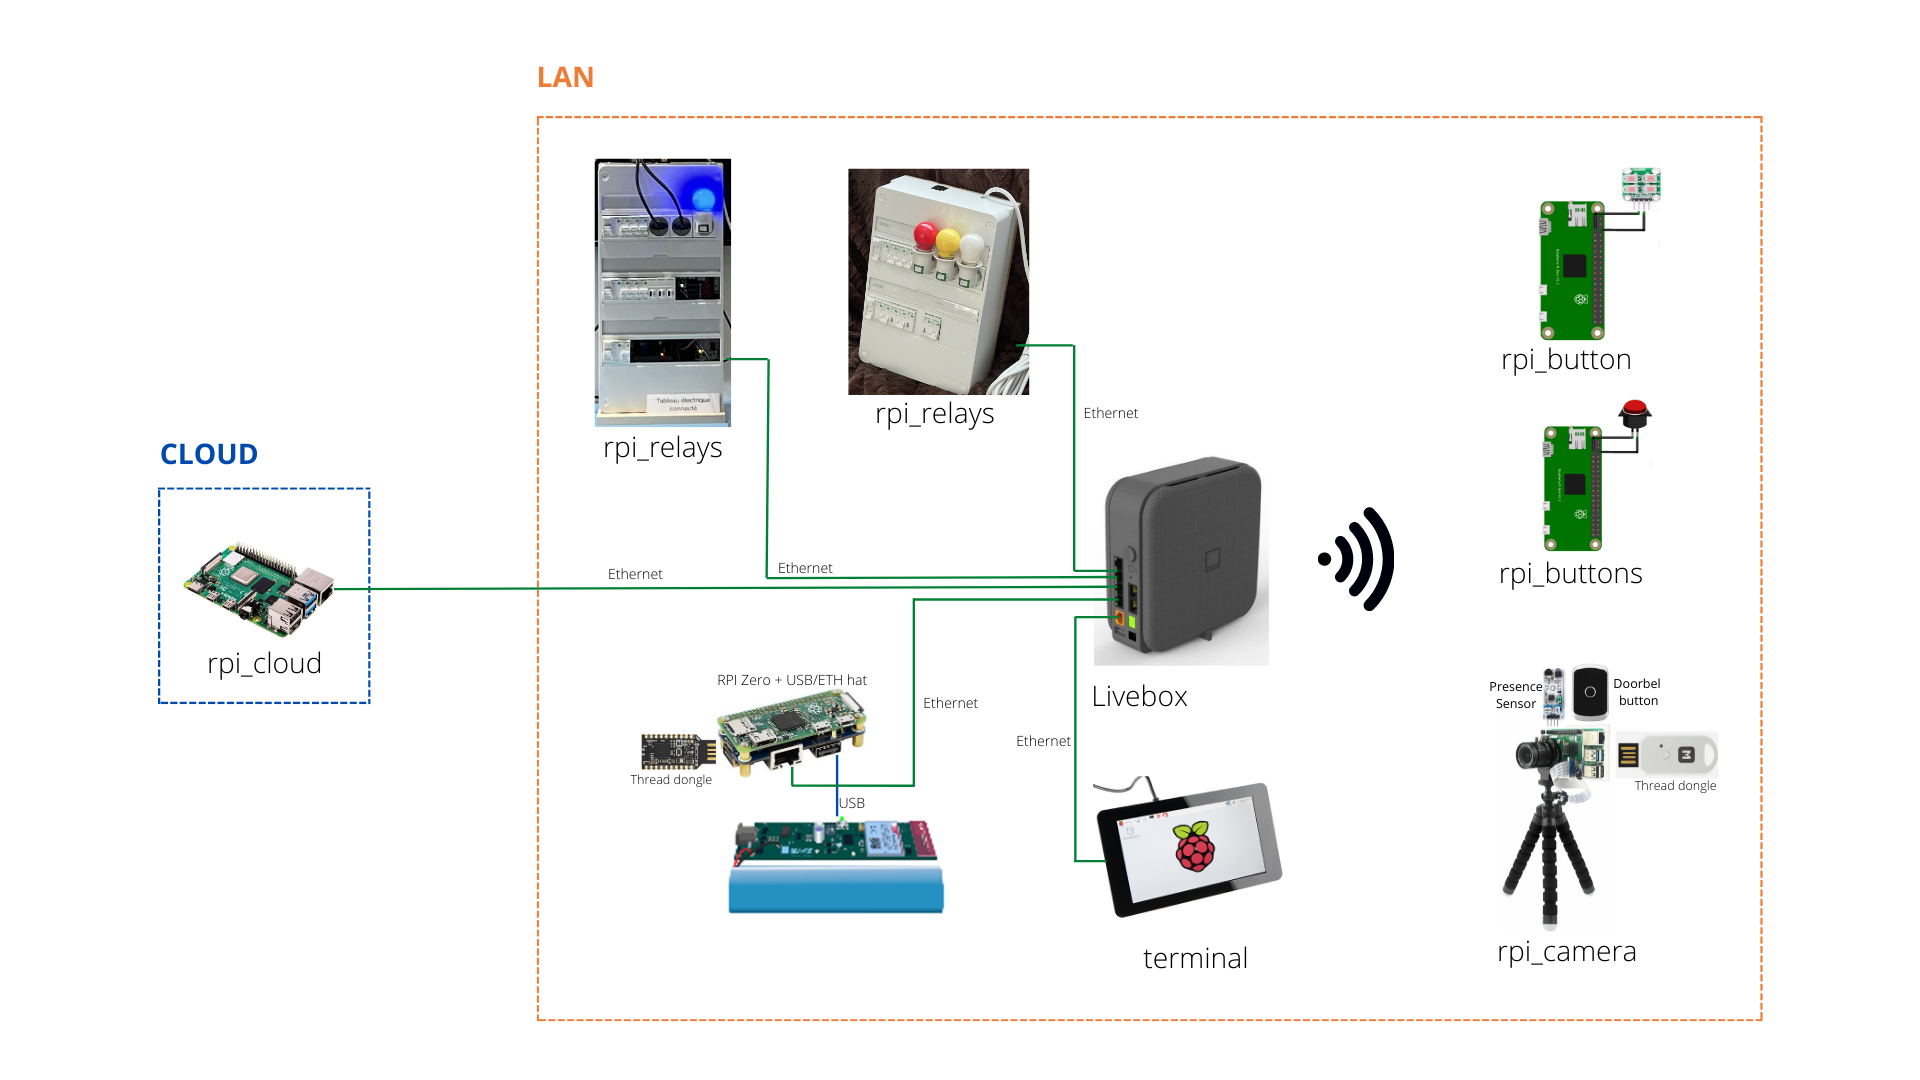 LAN
CLOUD
rpi_cloud
Ethernet
Tableau électrique
connecté
rpi_relays
rpi_relays
Ethernet
Ethernet
Livebox
RPI Zero + USB/ETH hat
Thread dongle
Ethernet
USB
Ethernet
terminal
rpi_button
rpi_buttons
Presence
Sensor
Doorbel
button
Thread dongle
rpi_camera